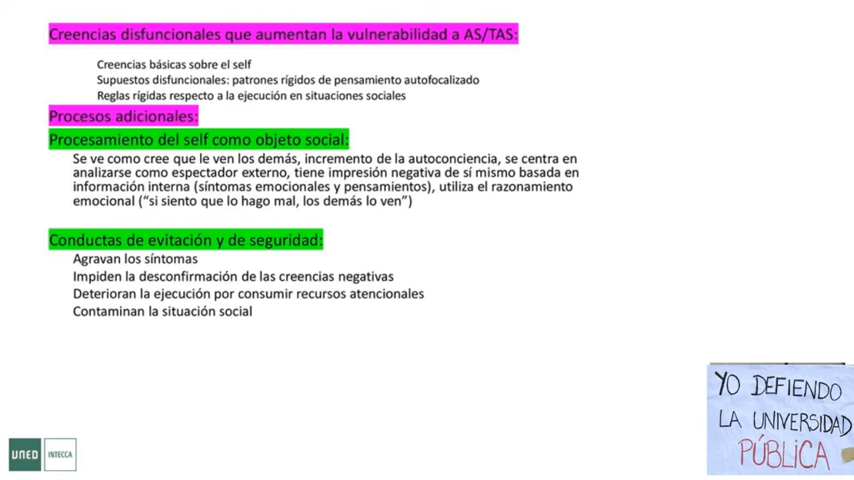 Creencias disfuncionales que aumentan la vulnerabilidad a AS/TAS:
Creencias básicas sobre el self
Supuestos disfuncionales: patrones rígidos de pensamiento autofocalizado
Reglas rígidas respecto a la ejecución en situaciones sociales
Procesos adicionales:
Procesamiento del self como objeto social:
Se ve como cree que le ven los demás, incremento de la autoconciencia, se centra en
analizarse como espectador externo, tiene impresión negativa de sí mismo basada en
información interna (síntomas emocionales y pensamientos), utiliza el razonamiento
emocional ("si siento que lo hago mal, los demás lo ven")
Conductas de evitación y de seguridad:
Agravan los síntomas
Impiden la desconfirmación de las creencias negativas
Deterioran la ejecución por consumir recursos atencionales
Contaminan la situación social
YO DEFIENDO
LA UNIVERSIDAD
PÚBLICA
UNED INTECCA